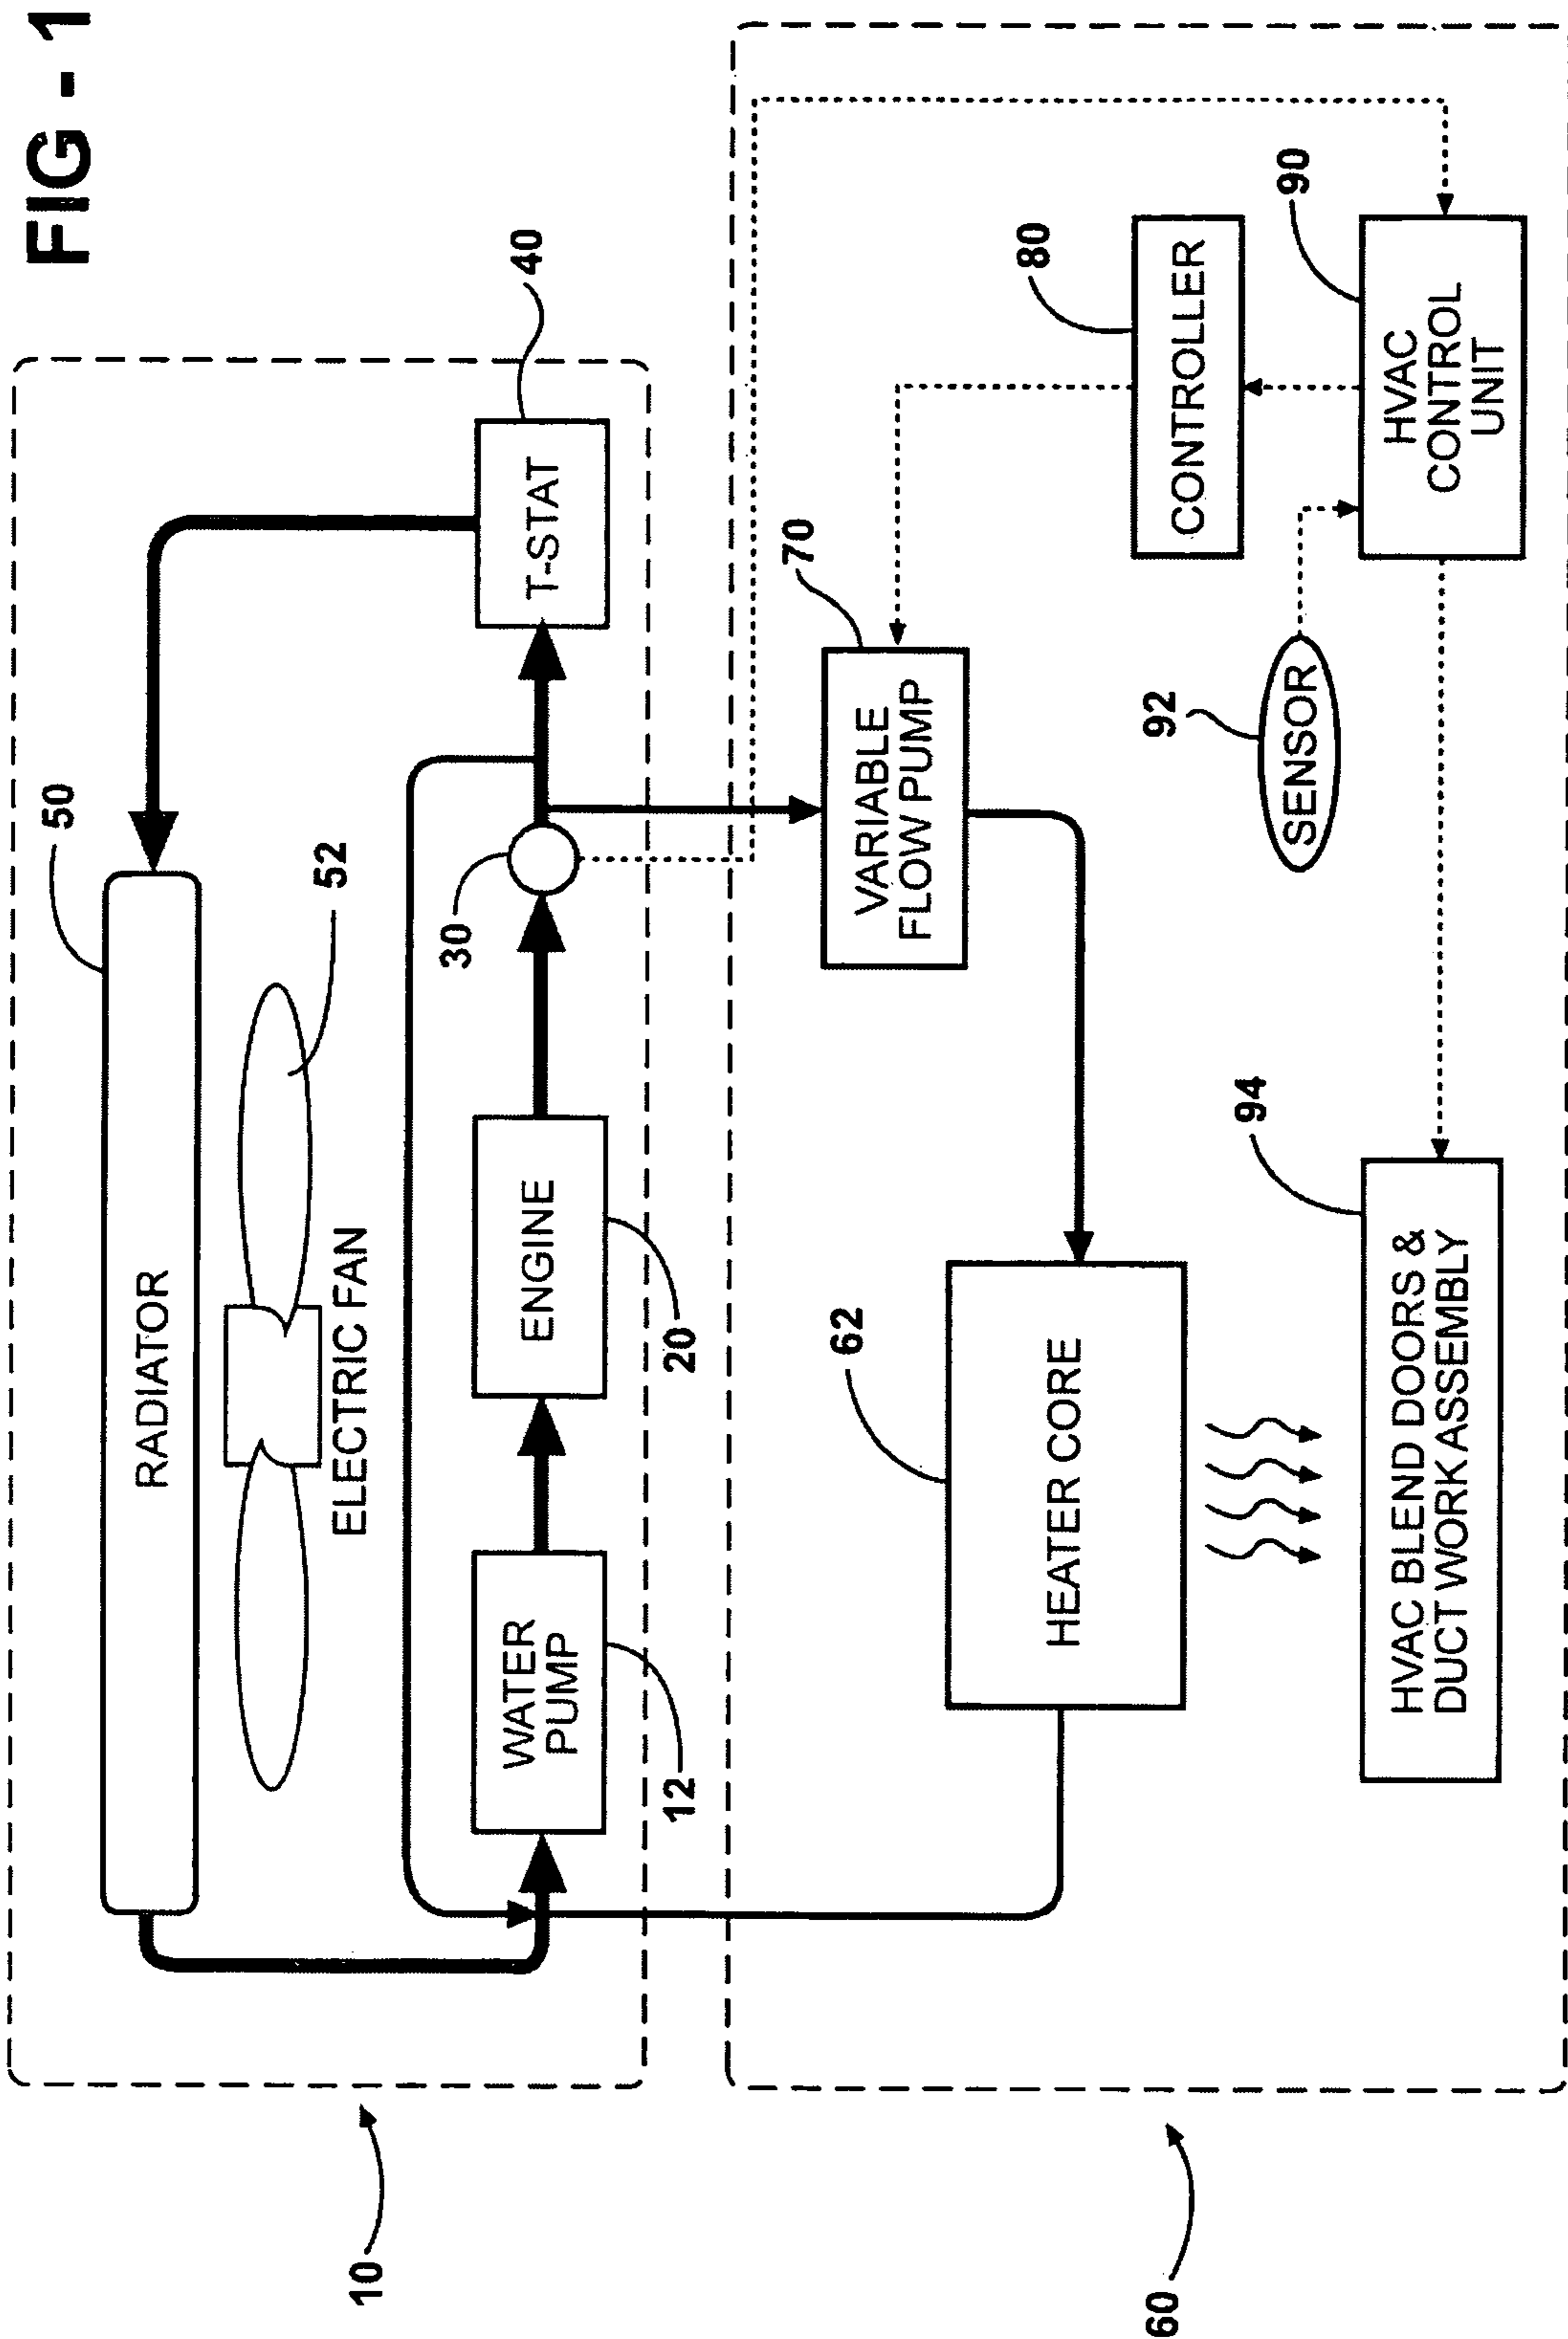 FIG - 1
50
RADIATOR
52
ELECTRIC FAN
40
T-STAT
30
ENGINE
20
WATER
PUMP
12
10
70
VARIABLE
FLOW PUMP
80
CONTROLLER
90
HVAC
CONTROL
UNIT
92
SENSOR
62
HEATER CORE
94
HVAC BLEND DOORS &
DUCT WORK ASSEMBLY
60